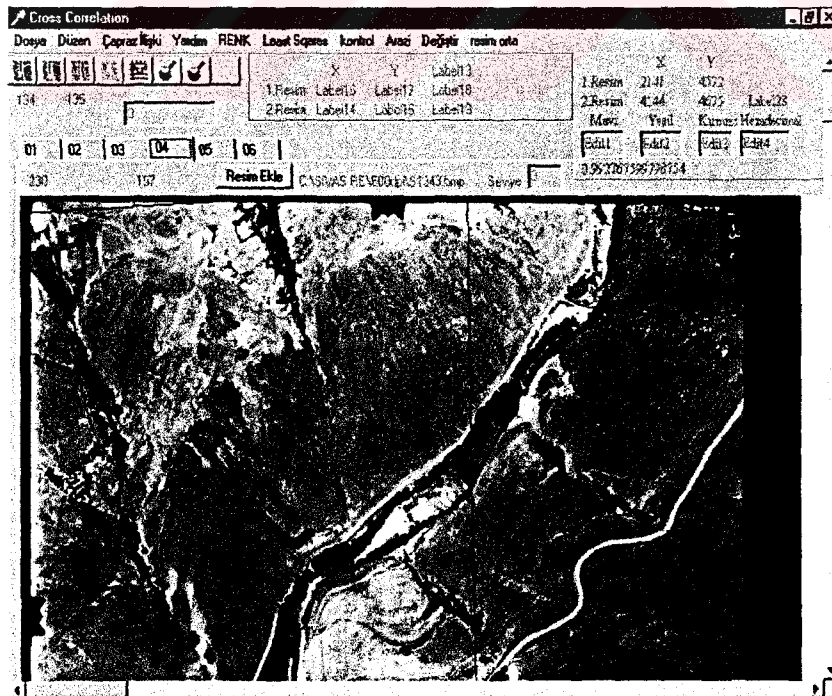 Cross Correlation
Dosya Düzen Çapraz İlişki Yardım RENK Least Sqares kontrol Arazi Değiştir resim orta
X Y Label13
1.Resim Label16 Label17 Label18
2.Resim Label14 Label15 Label19
X Y
1.Resim 2141
2.Resim 4144 4675 Label28
Mavi Yeşil Kırmızı Hexadecimal
Edit1 Edit2 Edit3 Edit4
134 135
01 02 03 04 05 06
230 157 Resim Ekle Seviye